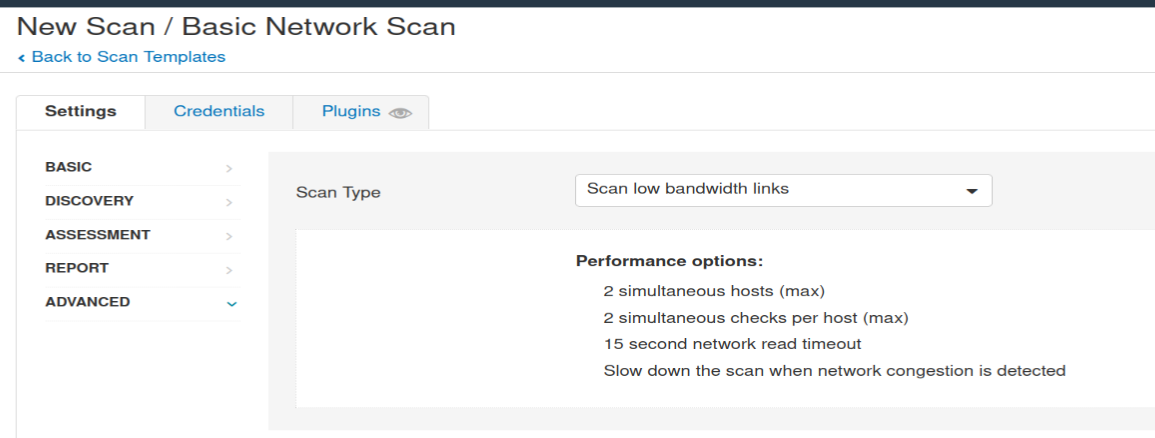 New Scan / Basic Network Scan
‹ Back to Scan Templates
Settings Credentials Plugins
BASIC
DISCOVERY
ASSESSMENT
REPORT
ADVANCED
Scan Type Scan low bandwidth links
Performance options:
2 simultaneous hosts (max)
2 simultaneous checks per host (max)
15 second network read timeout
Slow down the scan when network congestion is detected